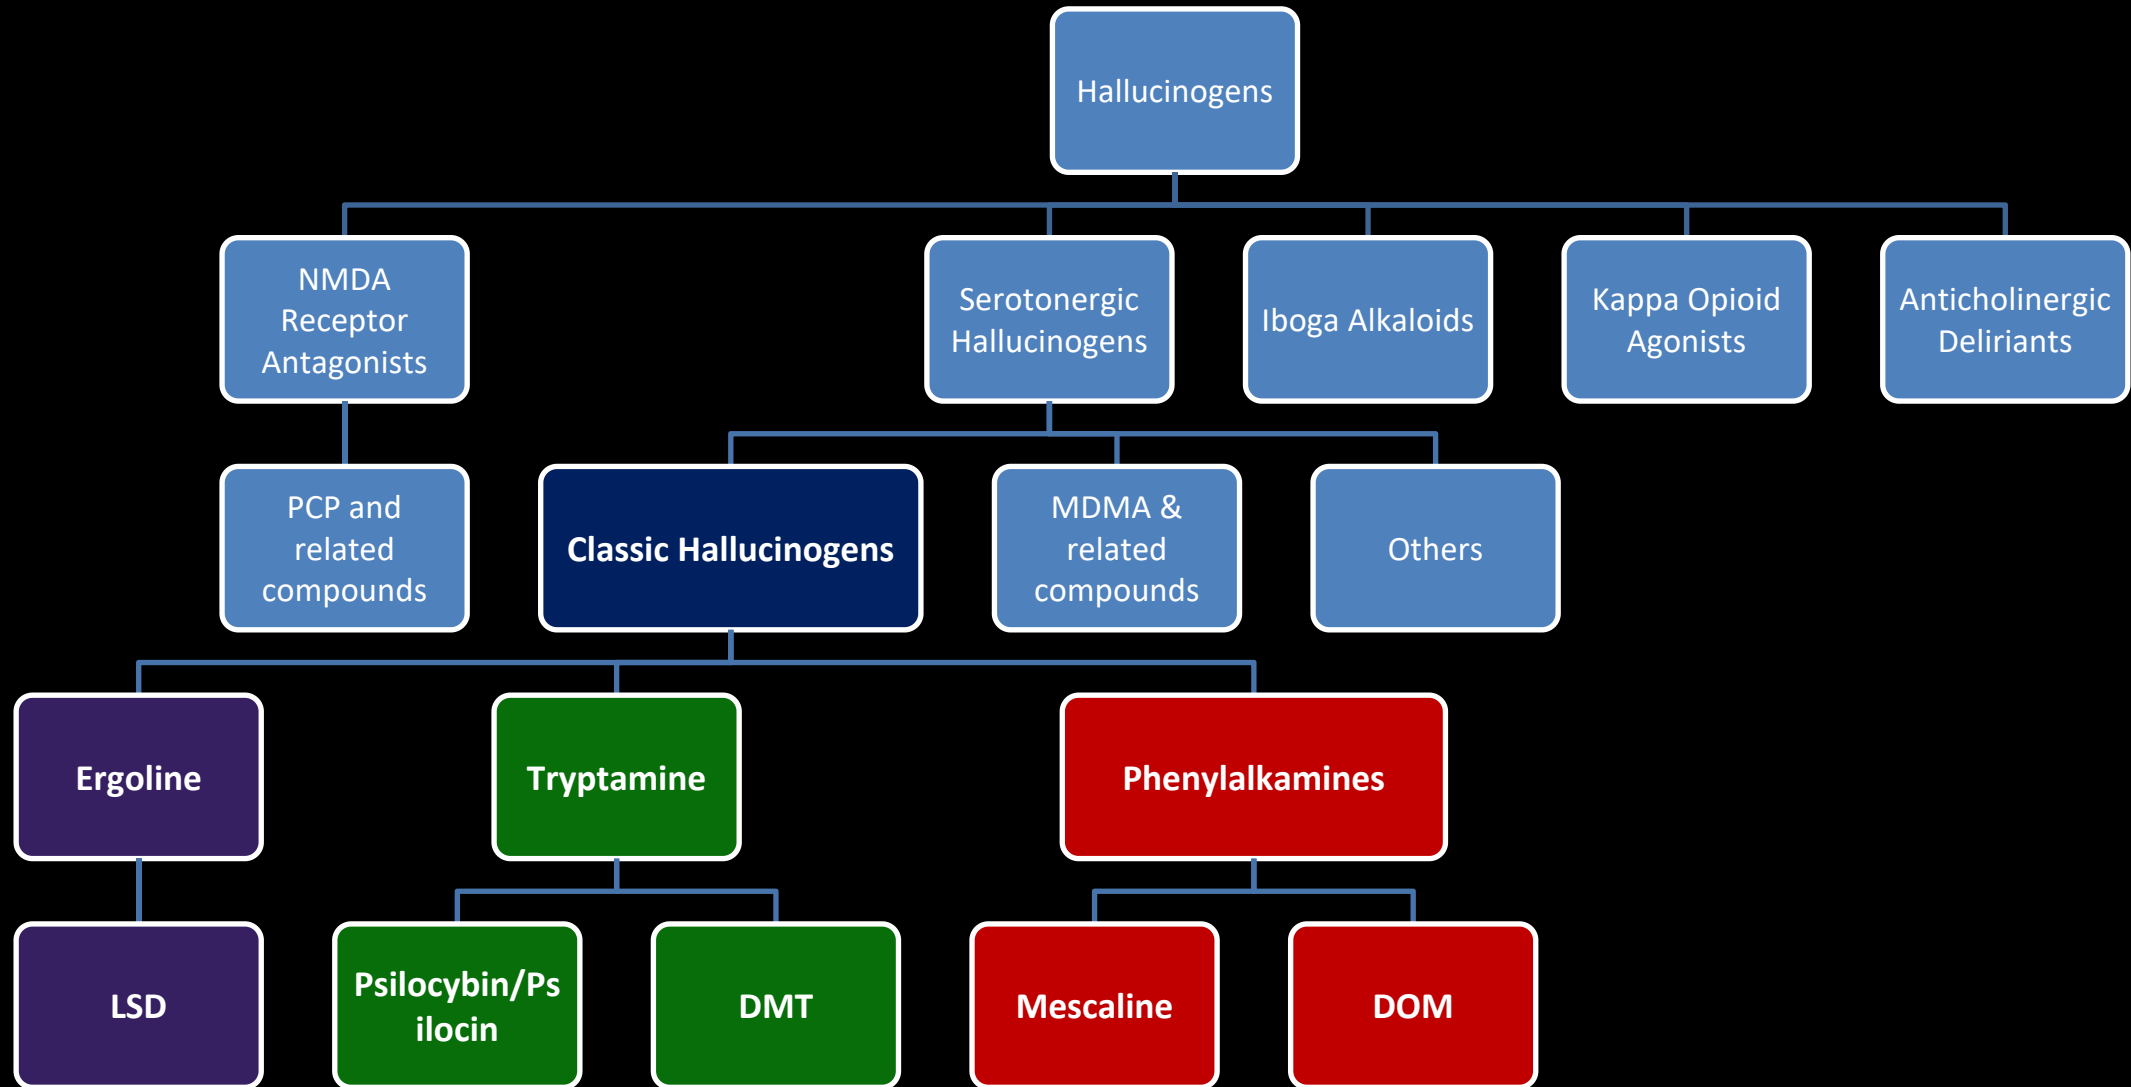 Hallucinogens
NMDA
Receptor
Antagonists
Serotonergic
Hallucinogens
Iboga Alkaloids
Kappa Opioid
Agonists
Anticholinergic
Deliriants
PCP and
related
compounds
Classic Hallucinogens
MDMA &
related
compounds
Others
Ergoline
Tryptamine
Phenylalkamines
LSD
Psilocybin/Ps
ilocin
DMT
Mescaline
DOM